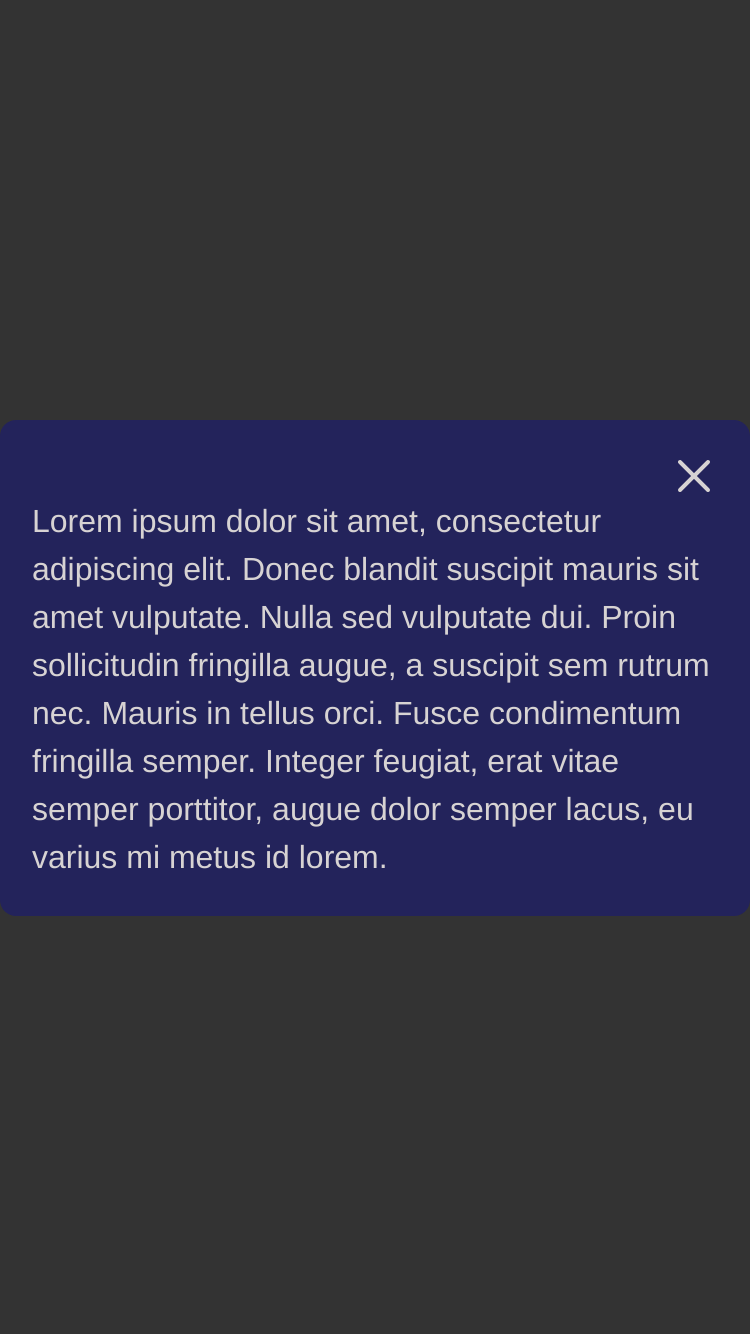 Lorem ipsum dolor sit amet, consectetur
adipiscing elit. Donec blandit suscipit mauris sit
amet vulputate. Nulla sed vulputate dui. Proin
sollicitudin fringilla augue, a suscipit sem rutrum
nec. Mauris in tellus orci. Fusce condimentum
fringilla semper. Integer feugiat, erat vitae
semper porttitor, augue dolor semper lacus, eu
varius mi metus id lorem.